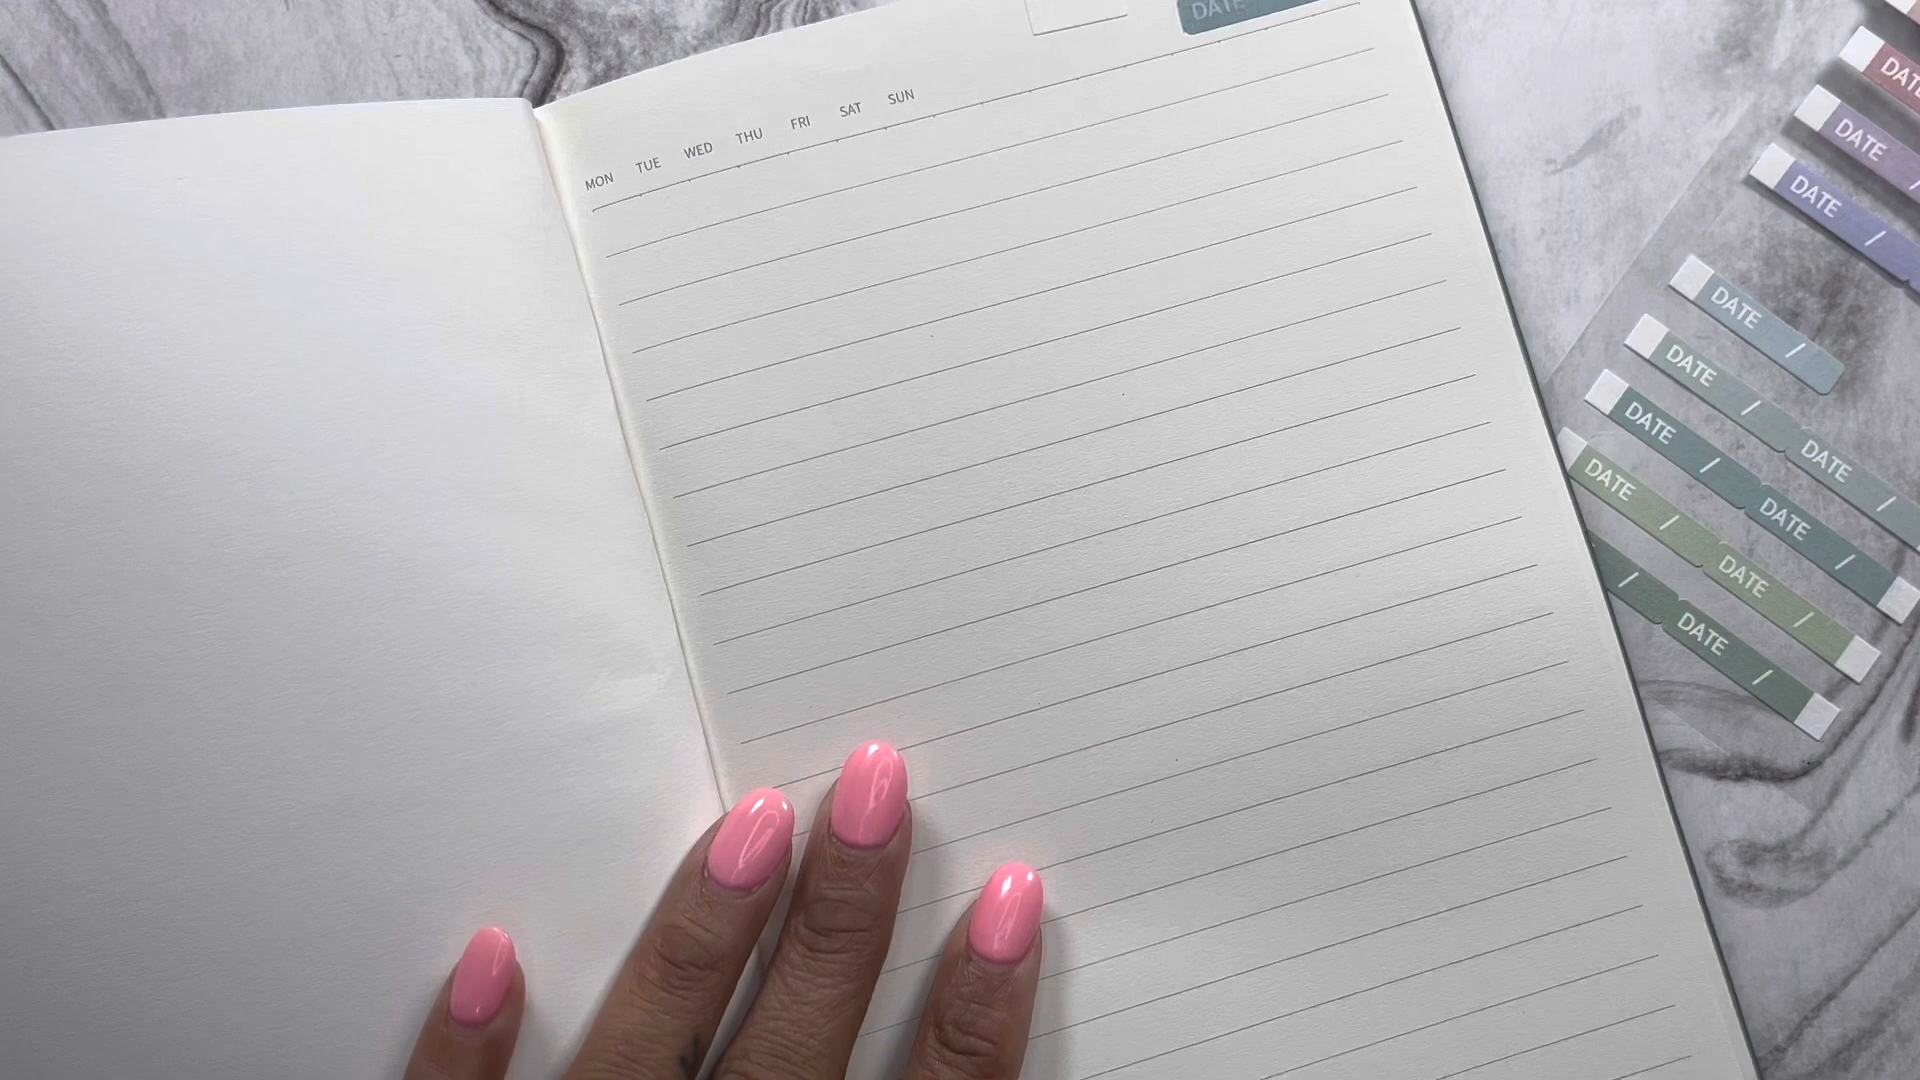 DATE
MON TUE WED THU FRI SAT SUN
DATE
DATE /
DATE /
DATE /
DATE / DATE /
DATE / DATE /
DATE / DATE /
/ DATE /